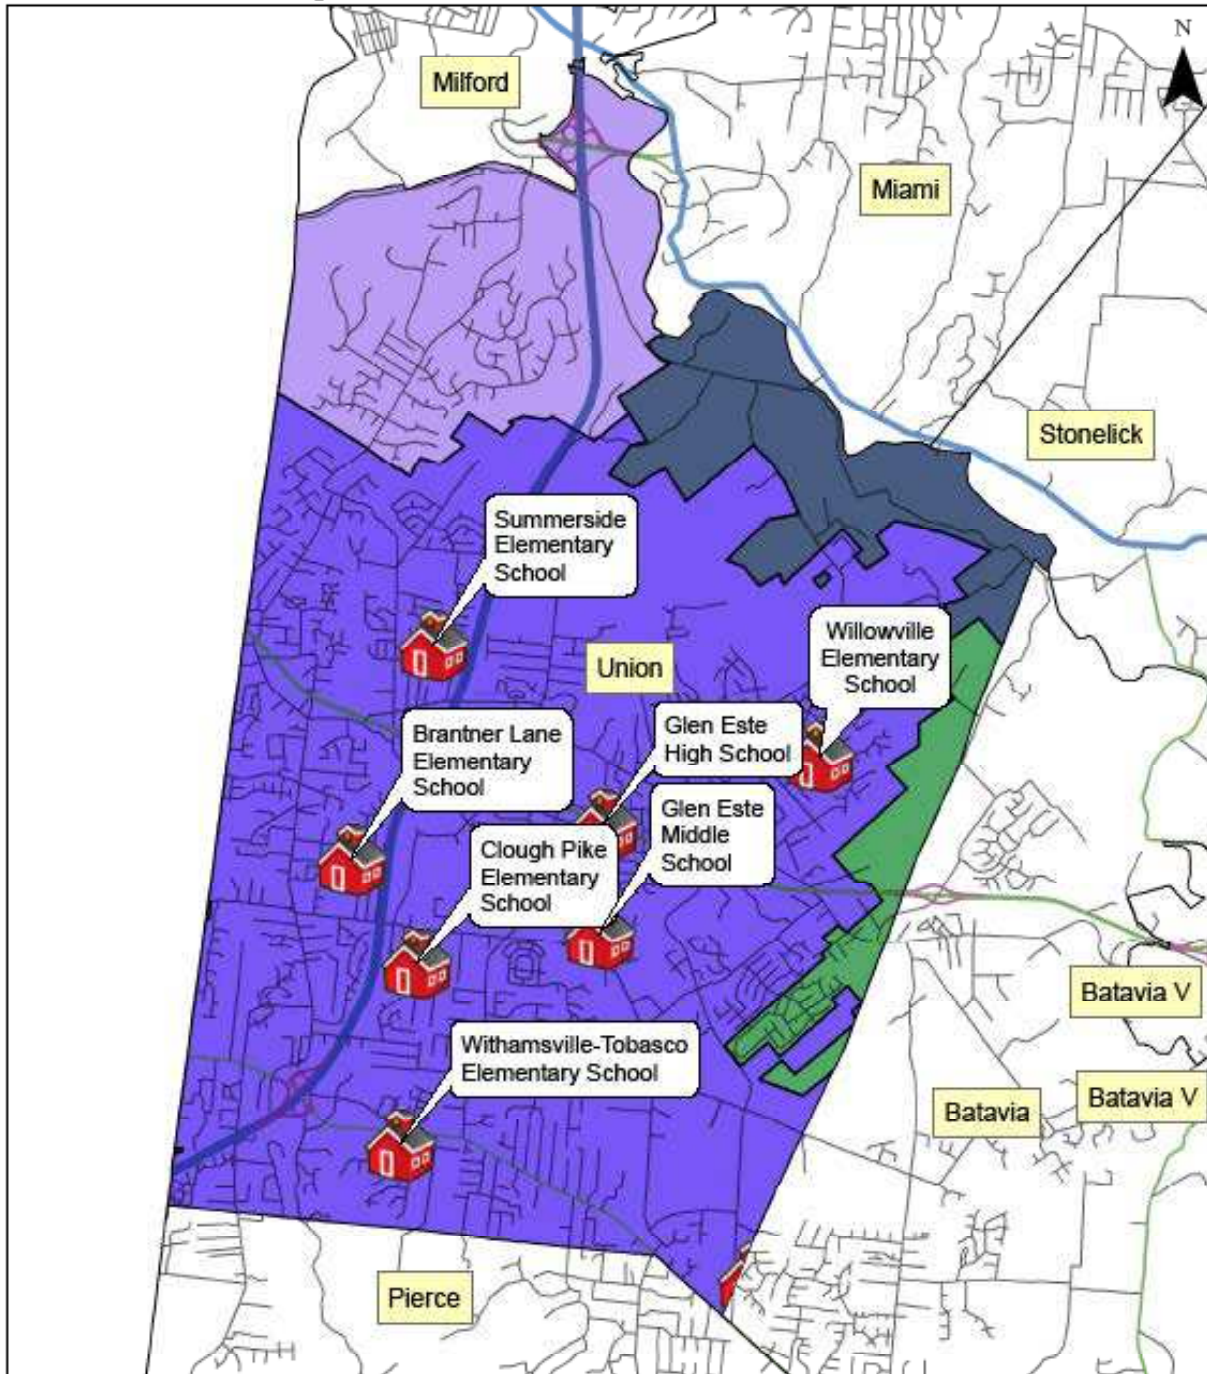 N
Milford
Miami
Stonelick
Summerside
Elementary
School
Willowville
Elementary
School
Union
Glen Este
High School
Brantner Lane
Elementary
School
Glen Este
Middle
School
Clough Pike
Elementary
School
Batavia V
Withamsville-Tobasco
Elementary School
Batavia
Batavia V
Pierce